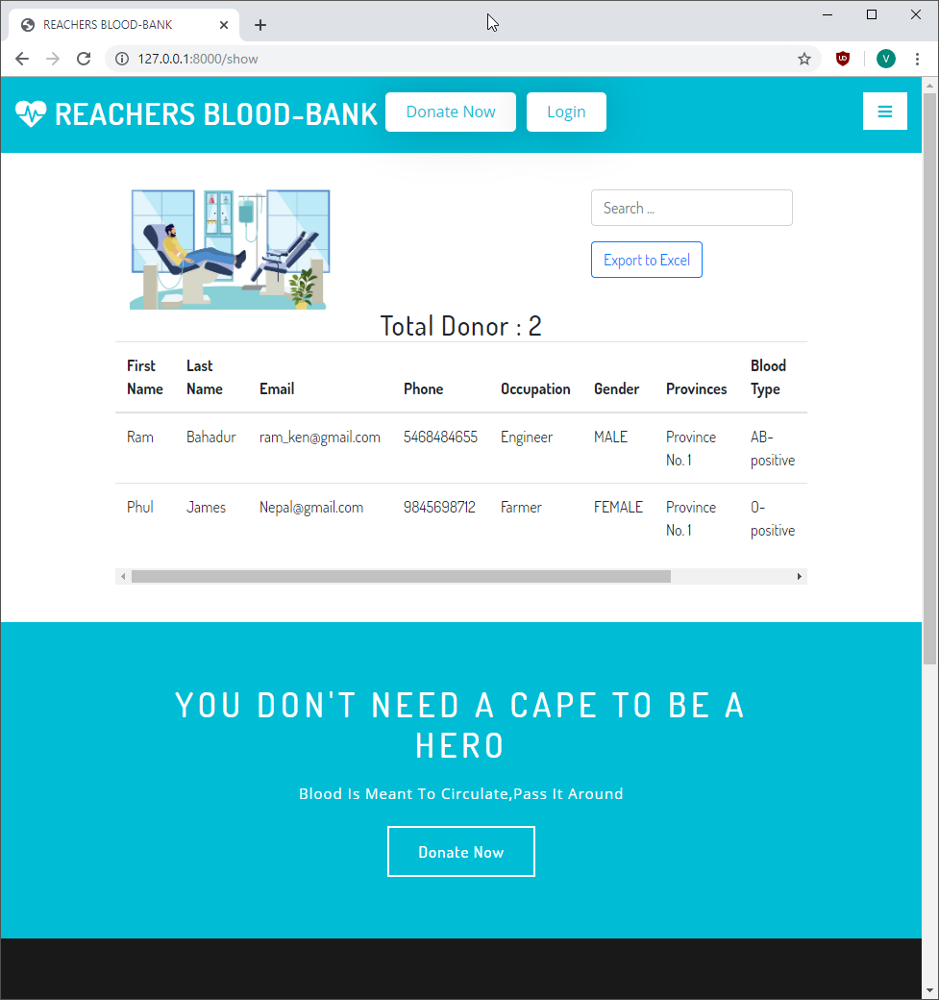 REACHERS BLOOD-BANK
127.0.0.1:8000/show
V
REACHERS BLOOD-BANK Donate Now Login
Search ...
Export to Excel
Total Donor : 2
First Name Last Name Email Phone Occupation Gender Provinces Blood Type
Ram Bahadur ram_ken@gmail.com 5468484655 Engineer MALE Province No. 1 AB-positive
Phul James Nepal@gmail.com 9845698712 Farmer FEMALE Province No. 1 O-positive
YOU DON'T NEED A CAPE TO BE A
HERO
Blood Is Meant To Circulate,Pass It Around
Donate Now